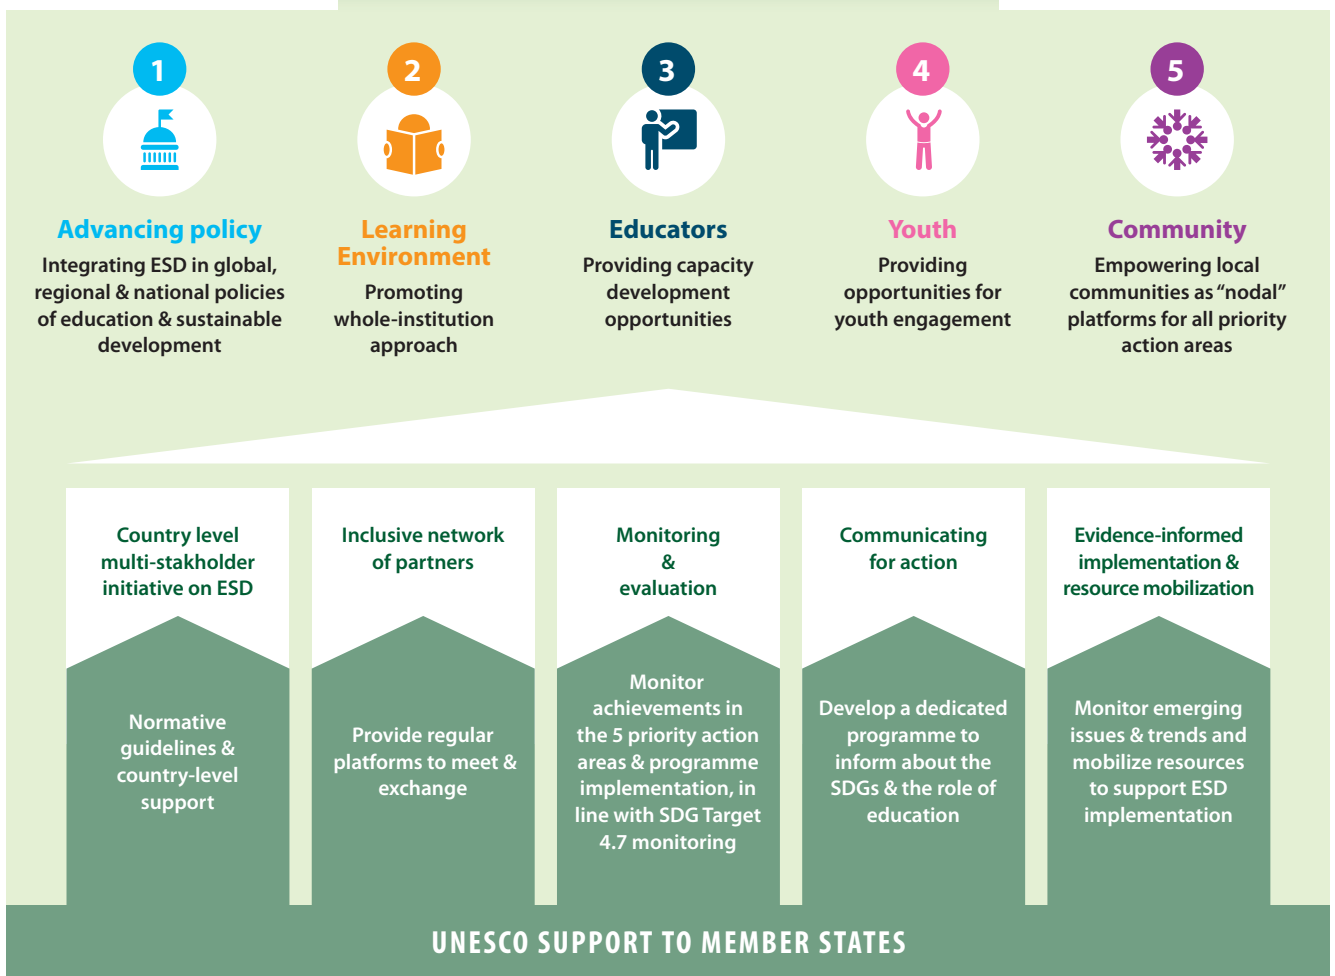 1
Advancing policy
Integrating ESD in global,
regional & national policies
of education & sustainable
development
2
Learning
Environment
Promoting
whole-institution
approach
3
Educators
Providing capacity
development
opportunities
4
Youth
Providing
opportunities for
youth engagement
5
Community
Empowering local
communities as “nodal”
platforms for all priority
action areas
Country level
multi-stakholder
initiative on ESD
Normative
guidelines &
country-level
support
Inclusive network
of partners
Provide regular
platforms to meet &
exchange
Monitoring
&
evaluation
Monitor
achievements in
the 5 priority action
areas & programme
implementation, in
line with SDG Target
4.7 monitoring
Communicating
for action
Develop a dedicated
programme to
inform about the
SDGs & the role of
education
Evidence-informed
implementation &
resource mobilization
Monitor emerging
issues & trends and
mobilize resources
to support ESD
implementation
UNESCO SUPPORT TO MEMBER STATES